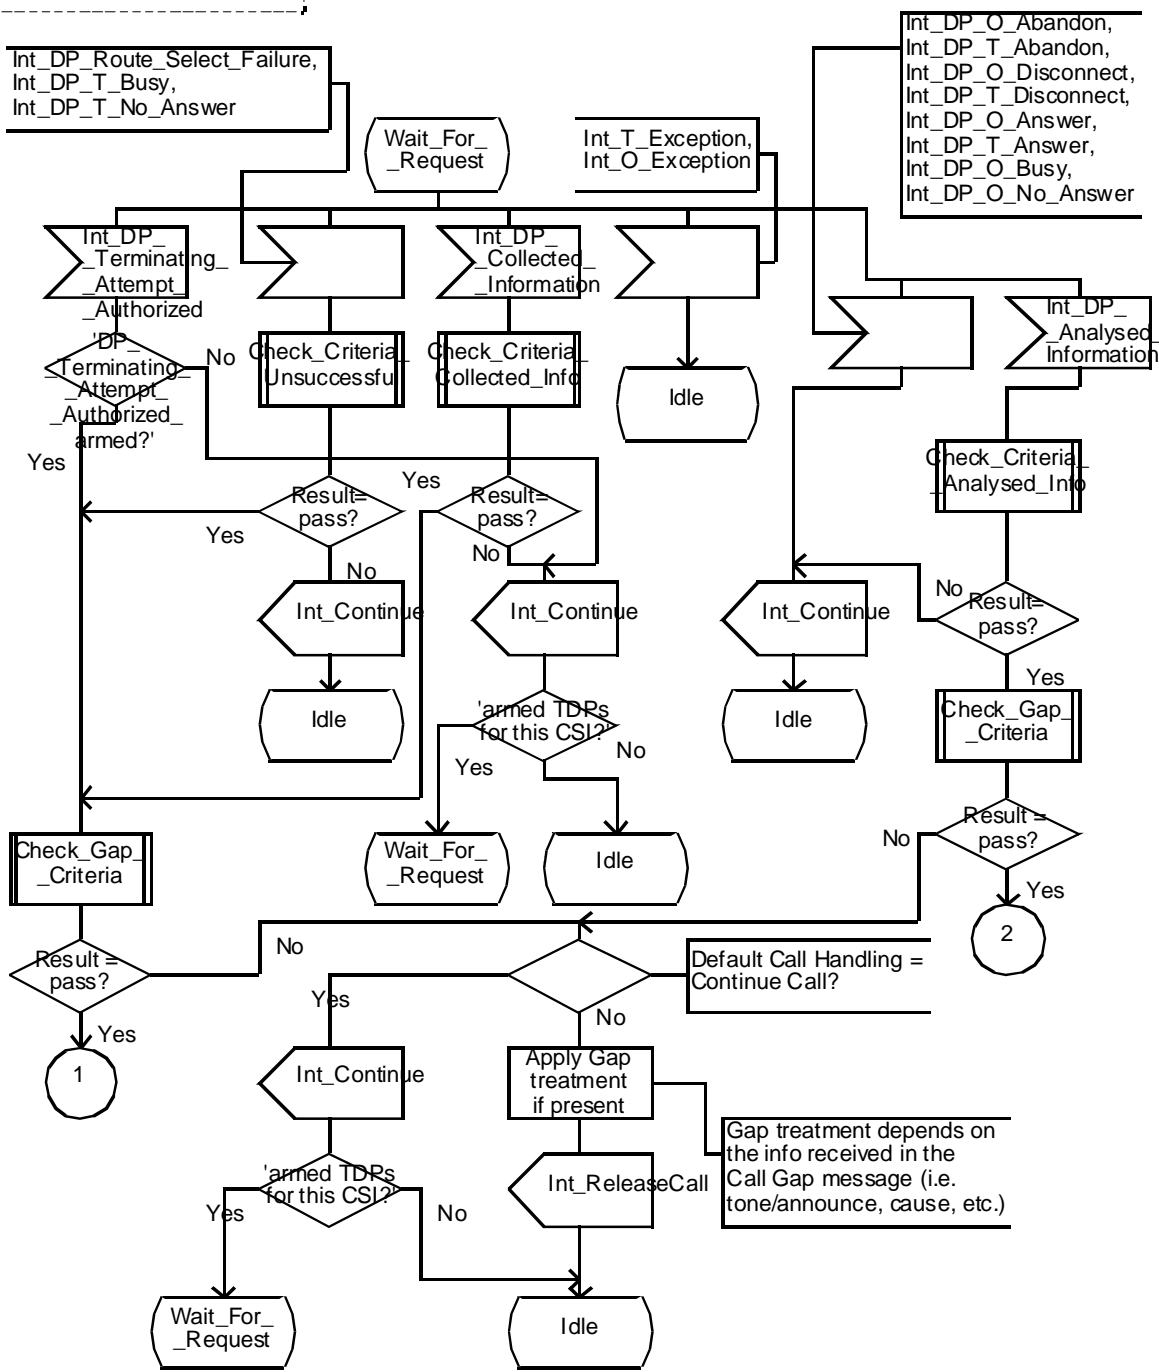 Int_DP_O_Abandon,
Int_DP_T_Abandon,
Int_DP_O_Disconnect,
Int_DP_T_Disconnect,
Int_DP_O_Answer,
Int_DP_T_Answer,
Int_DP_O_Busy,
Int_DP_O_No_Answer
Int_DP_Route_Select_Failure,
Int_DP_T_Busy,
Int_DP_T_No_Answer
Wait_For_
_Request
Int_T_Exception,
Int_O_Exception
Int_DP_
_Terminating_
_Attempt_
_Authorized
Int_DP_
_Collected_
_Information
Int_DP_
_Analysed_
Information
'DP_
_Terminating_
_Attempt_
_Authorized_
armed?'
No
Yes
Check_Criteria_
Unsuccessful
Check_Criteria_
Collected_Info
Idle
Check_Criteria_
_Analysed_Info
Result=
pass?
Yes
No
Result=
pass?
Yes
No
Int_Continue
Int_Continue
Int_Continue
Result=
pass?
No
Yes
Idle
'armed TDPs
for this CSI?'
Yes
No
Idle
Check_Gap_
_Criteria
Result =
pass?
No
Yes
2
Check_Gap_
_Criteria
Wait_For_
_Request
Idle
Result =
pass?
No
Yes
1
Default Call Handling =
Continue Call?
Yes
No
Int_Continue
Apply Gap
treatment
if present
Gap treatment depends on
the info received in the
Call Gap message (i.e.
tone/announce, cause, etc.)
'armed TDPs
for this CSI?'
Yes
No
Int_ReleaseCall
Wait_For_
_Request
Idle